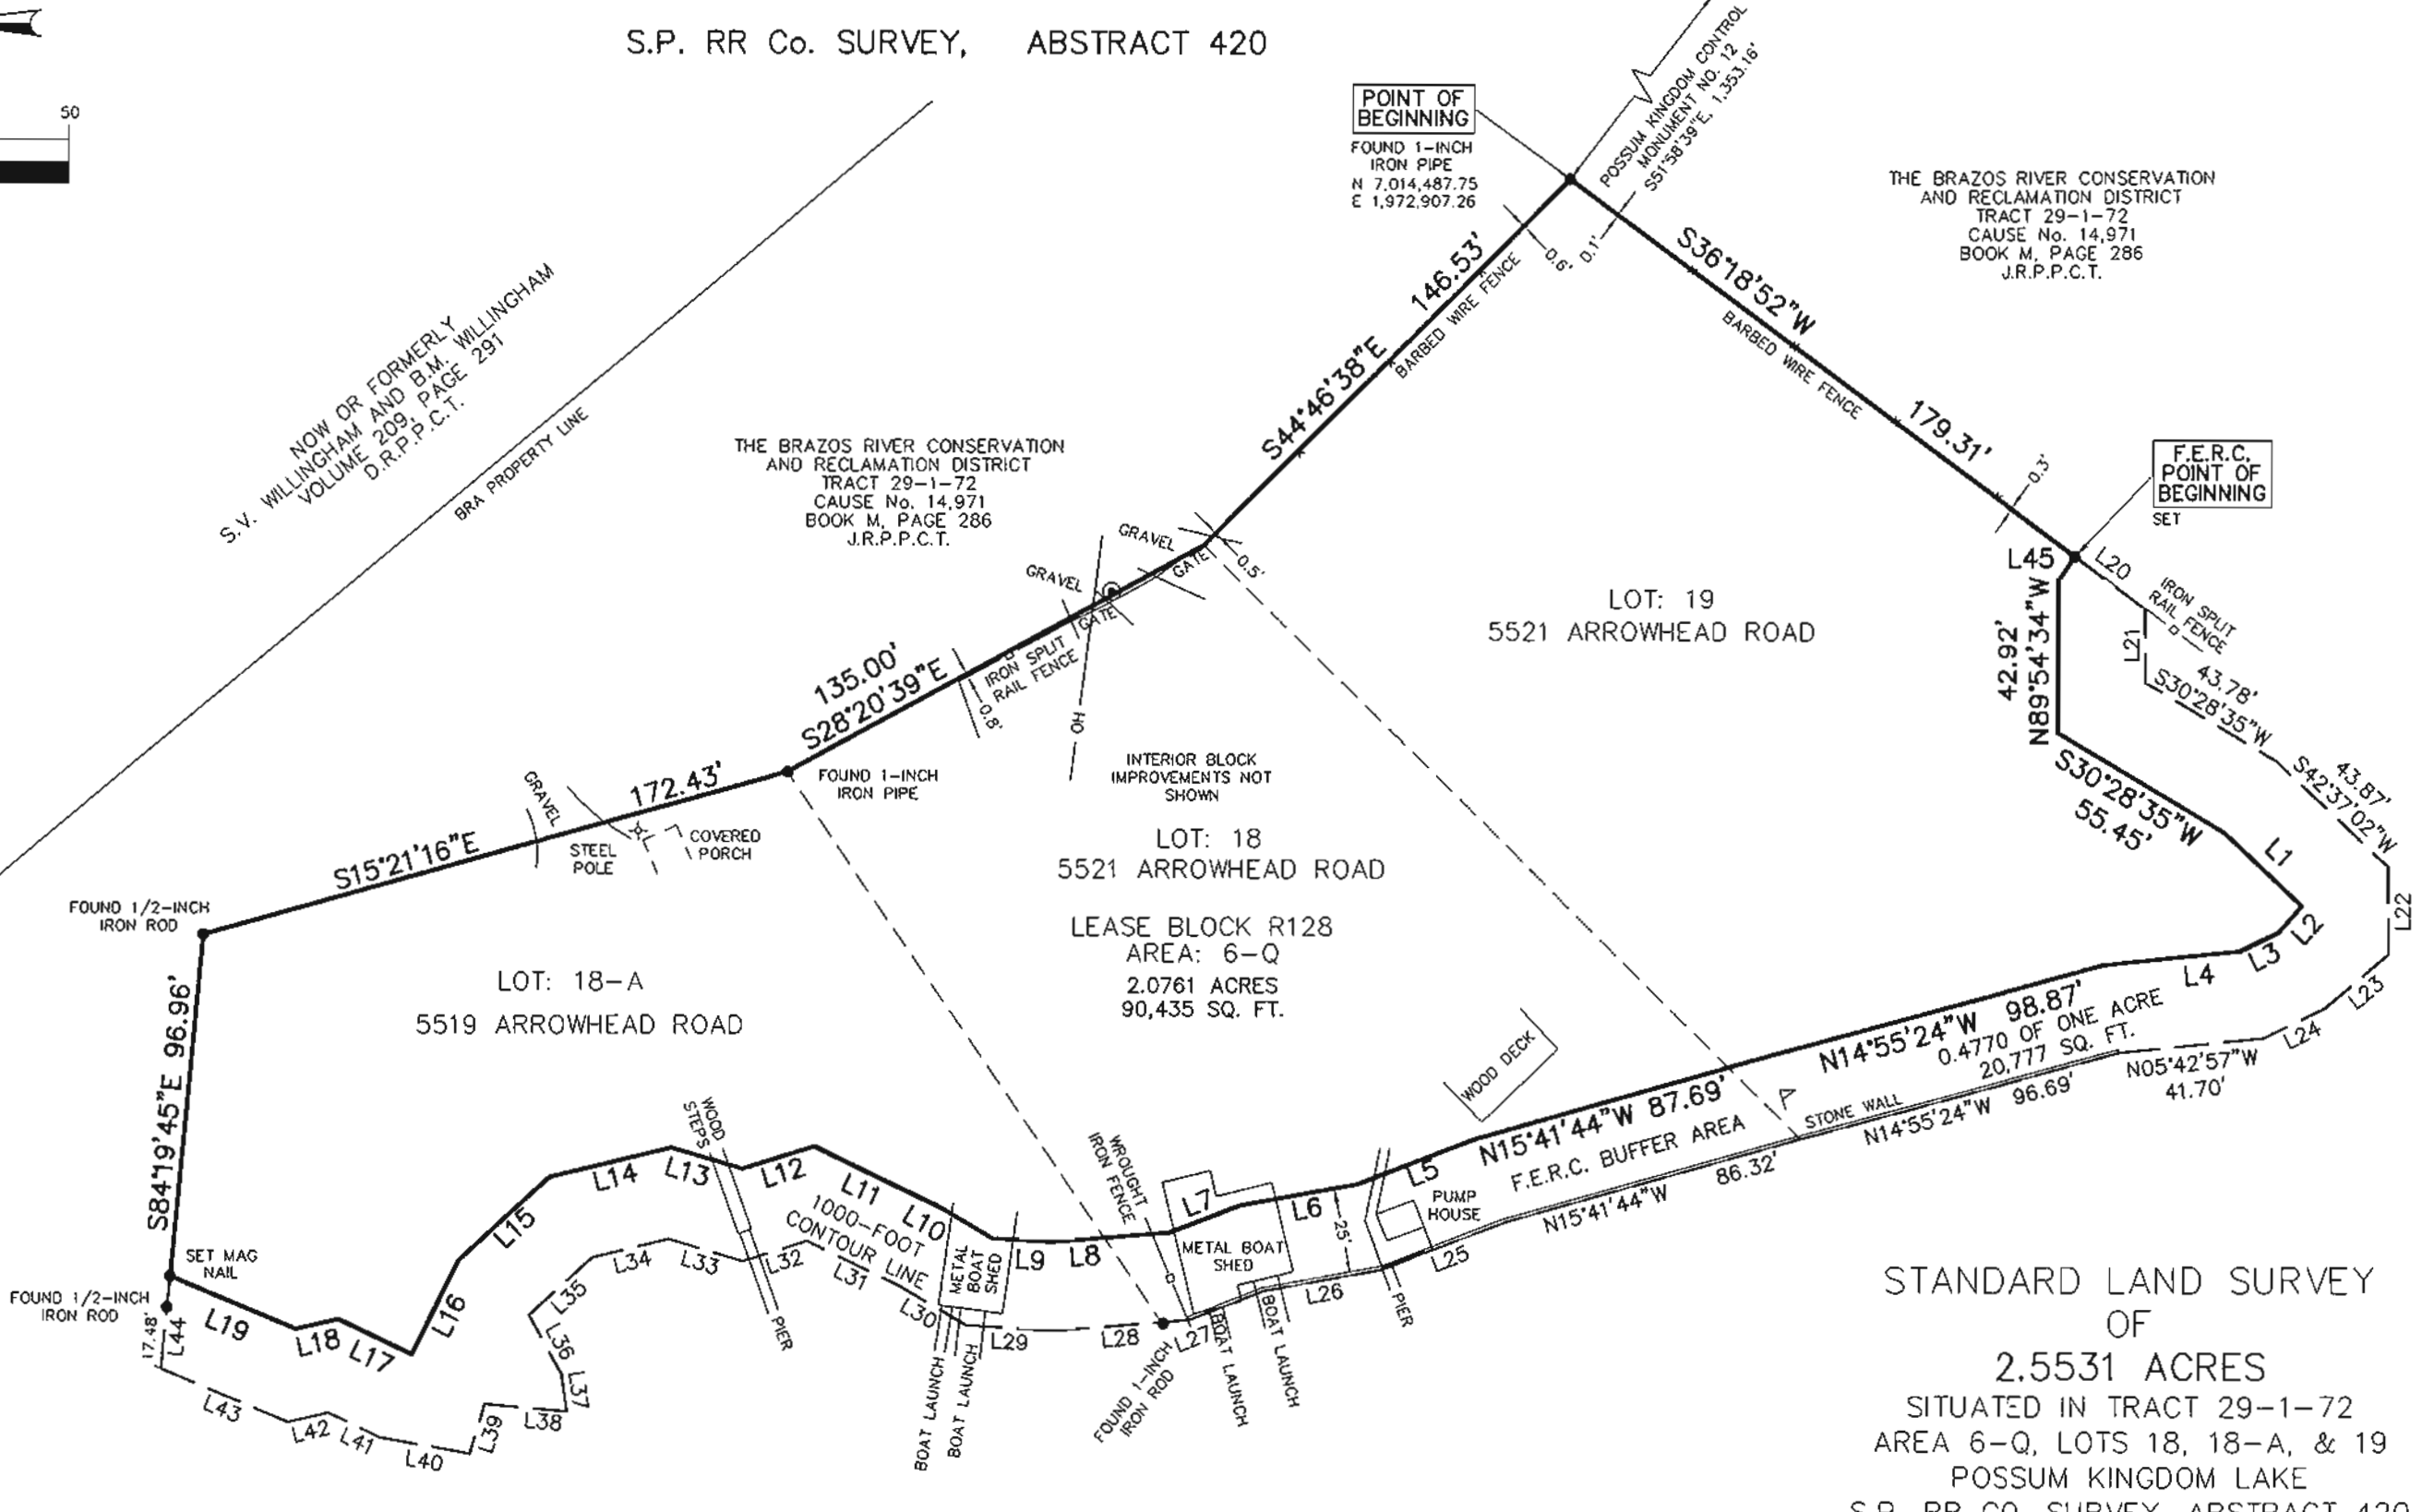 S.P. RR Co. SURVEY, ABSTRACT 420
50
POINT OF
BEGINNING
FOUND 1-INCH
IRON PIPE
N 7,014,487.75
E 1,972,907.26
POSSUM KINGDOM CONTROL
MONUMENT NO. 12
S51°58'39"E, 1,353.16'
THE BRAZOS RIVER CONSERVATION
AND RECLAMATION DISTRICT
TRACT 29-1-72
CAUSE No. 14,971
BOOK M, PAGE 286
J.R.P.P.C.T.
NOW OR FORMERLY
S.V. WILLINGHAM AND B.M. WILLINGHAM
VOLUME 209, PAGE 291
D.R.P.P.C.T.
BRA PROPERTY LINE
THE BRAZOS RIVER CONSERVATION
AND RECLAMATION DISTRICT
TRACT 29-1-72
CAUSE No. 14,971
BOOK M, PAGE 286
J.R.P.P.C.T.
S44°46'38"E 146.53'
BARBED WIRE FENCE
0.6'
0.1'
S36°18'52"W 179.31'
BARBED WIRE FENCE
0.3'
F.E.R.C.
POINT OF
BEGINNING
SET
L45
L20
IRON SPLIT
RAIL FENCE
L21
42.92'
N89°54'34"W
43.78'
S30°28'35"W
43.87'
S42°37'02"W
S30°28'35"W
55.45'
L1
L2
L3
L4
L22
L23
L24
GRAVEL
GRAVEL
GATE
GATE
0.5'
135.00'
S28°20'39"E
IRON SPLIT
RAIL FENCE
0.8'
OH
LOT: 19
5521 ARROWHEAD ROAD
FOUND 1-INCH
IRON PIPE
INTERIOR BLOCK
IMPROVEMENTS NOT
SHOWN
LOT: 18
5521 ARROWHEAD ROAD
LEASE BLOCK R128
AREA: 6-Q
2.0761 ACRES
90,435 SQ. FT.
S15°21'16"E 172.43'
GRAVEL
STEEL
POLE
COVERED
PORCH
FOUND 1/2-INCH
IRON ROD
S84°19'45"E 96.96'
LOT: 18-A
5519 ARROWHEAD ROAD
SET MAG
NAIL
FOUND 1/2-INCH
IRON ROD
17.48'
L44
L19
L18
L17
L16
L15
L14
L13
L12
L11
L10
L9
L8
L7
L6
L5
WOOD
STEPS
1000-FOOT
CONTOUR LINE
METAL
BOAT
SHED
WROUGHT
IRON FENCE
METAL BOAT
SHED
25'
PUMP
HOUSE
WOOD DECK
N15°41'44"W 87.69'
F.E.R.C. BUFFER AREA
N15°41'44"W 86.32'
N14°55'24"W 98.87'
0.4770 OF ONE ACRE
20,777 SQ. FT.
STONE WALL
N14°55'24"W 96.69'
N05°42'57"W
41.70'
L25
L26
L27
L28
L29
L30
L31
L32
L33
L34
L35
L36
L37
L38
L39
L40
L41
L42
L43
PIER
PIER
BOAT LAUNCH
BOAT LAUNCH
BOAT LAUNCH
BOAT LAUNCH
FOUND 1-INCH
IRON ROD
STANDARD LAND SURVEY
OF
2.5531 ACRES
SITUATED IN TRACT 29-1-72
AREA 6-Q, LOTS 18, 18-A, & 19
POSSUM KINGDOM LAKE
S.P. RR CO. SURVEY, ABSTRACT 420